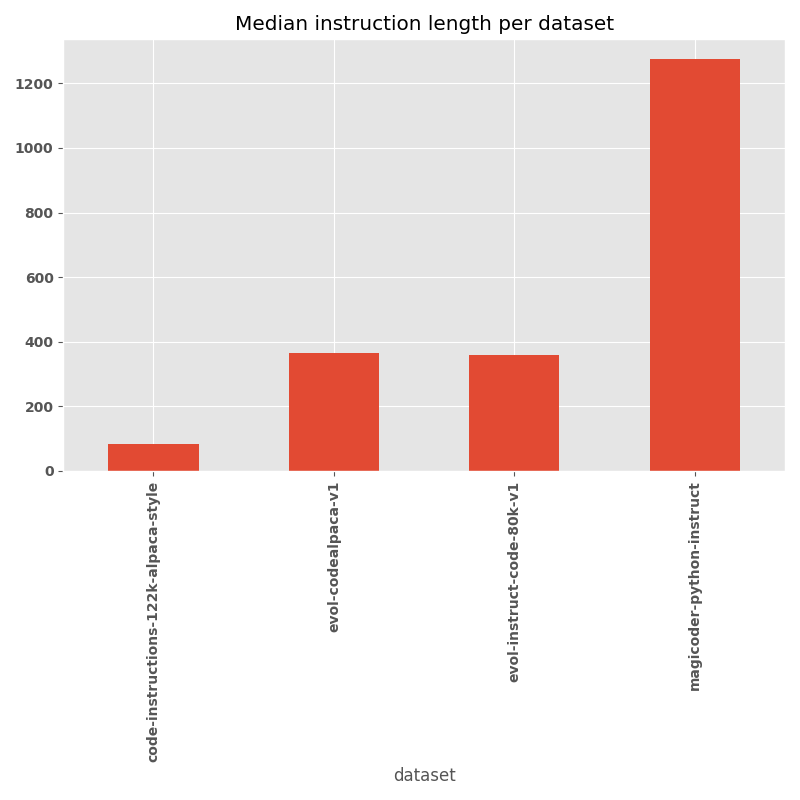 Median instruction length per dataset
1200
1000
800
600
400
200
0
code-instructions-122k-alpaca-style
evol-codealpaca-v1
evol-instruct-code-80k-v1
magicoder-python-instruct
dataset